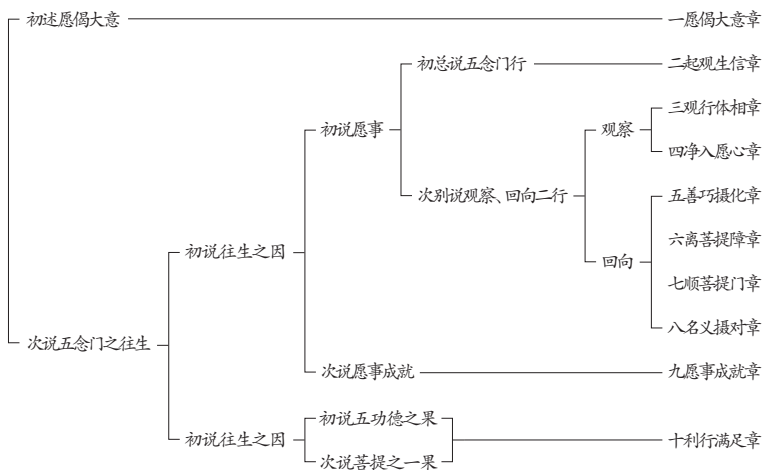 初述愿偈大意
一愿偈大意章
初总说五念门行
二起观生信章
三观行体相章
初说愿事
观察
四净入愿心章
次别说观察、回向二行
五善巧摄化章
六离菩提障章
初说往生之因
回向
七顺菩提门章
八名义摄对章
次说五念门之往生
次说愿事成就
九愿事成就章
初说五功德之果
初说往生之因
十利行满足章
次说菩提之一果